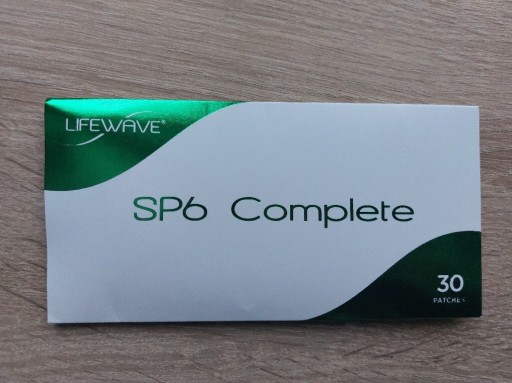 LIFEWAVE®
SP6 Complete
30
PATCHES